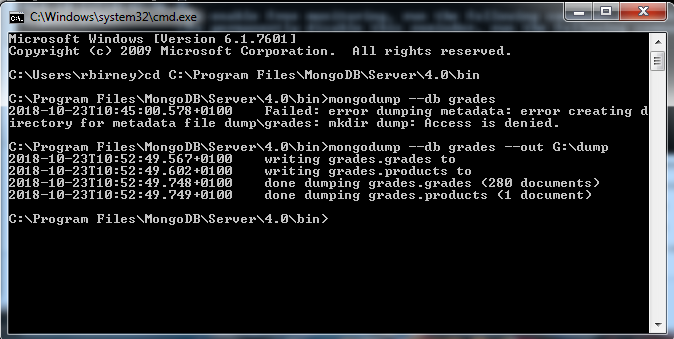 C:\Windows\system32\cmd.exe
Microsoft Windows [Version 6.1.7601]
Copyright (c) 2009 Microsoft Corporation.  All rights reserved.
C:\Users\rbirney>cd C:\Program Files\MongoDB\Server\4.0\bin
C:\Program Files\MongoDB\Server\4.0\bin>mongodump --db grades
2018-10-23T10:45:00.578+0100    Failed: error dumping metadata: error creating d
irectory for metadata file dump\grades: mkdir dump: Access is denied.
C:\Program Files\MongoDB\Server\4.0\bin>mongodump --db grades --out G:\dump
2018-10-23T10:52:49.567+0100    writing grades.grades to
2018-10-23T10:52:49.602+0100    writing grades.products to
2018-10-23T10:52:49.748+0100    done dumping grades.grades (280 documents)
2018-10-23T10:52:49.749+0100    done dumping grades.products (1 document)
C:\Program Files\MongoDB\Server\4.0\bin>